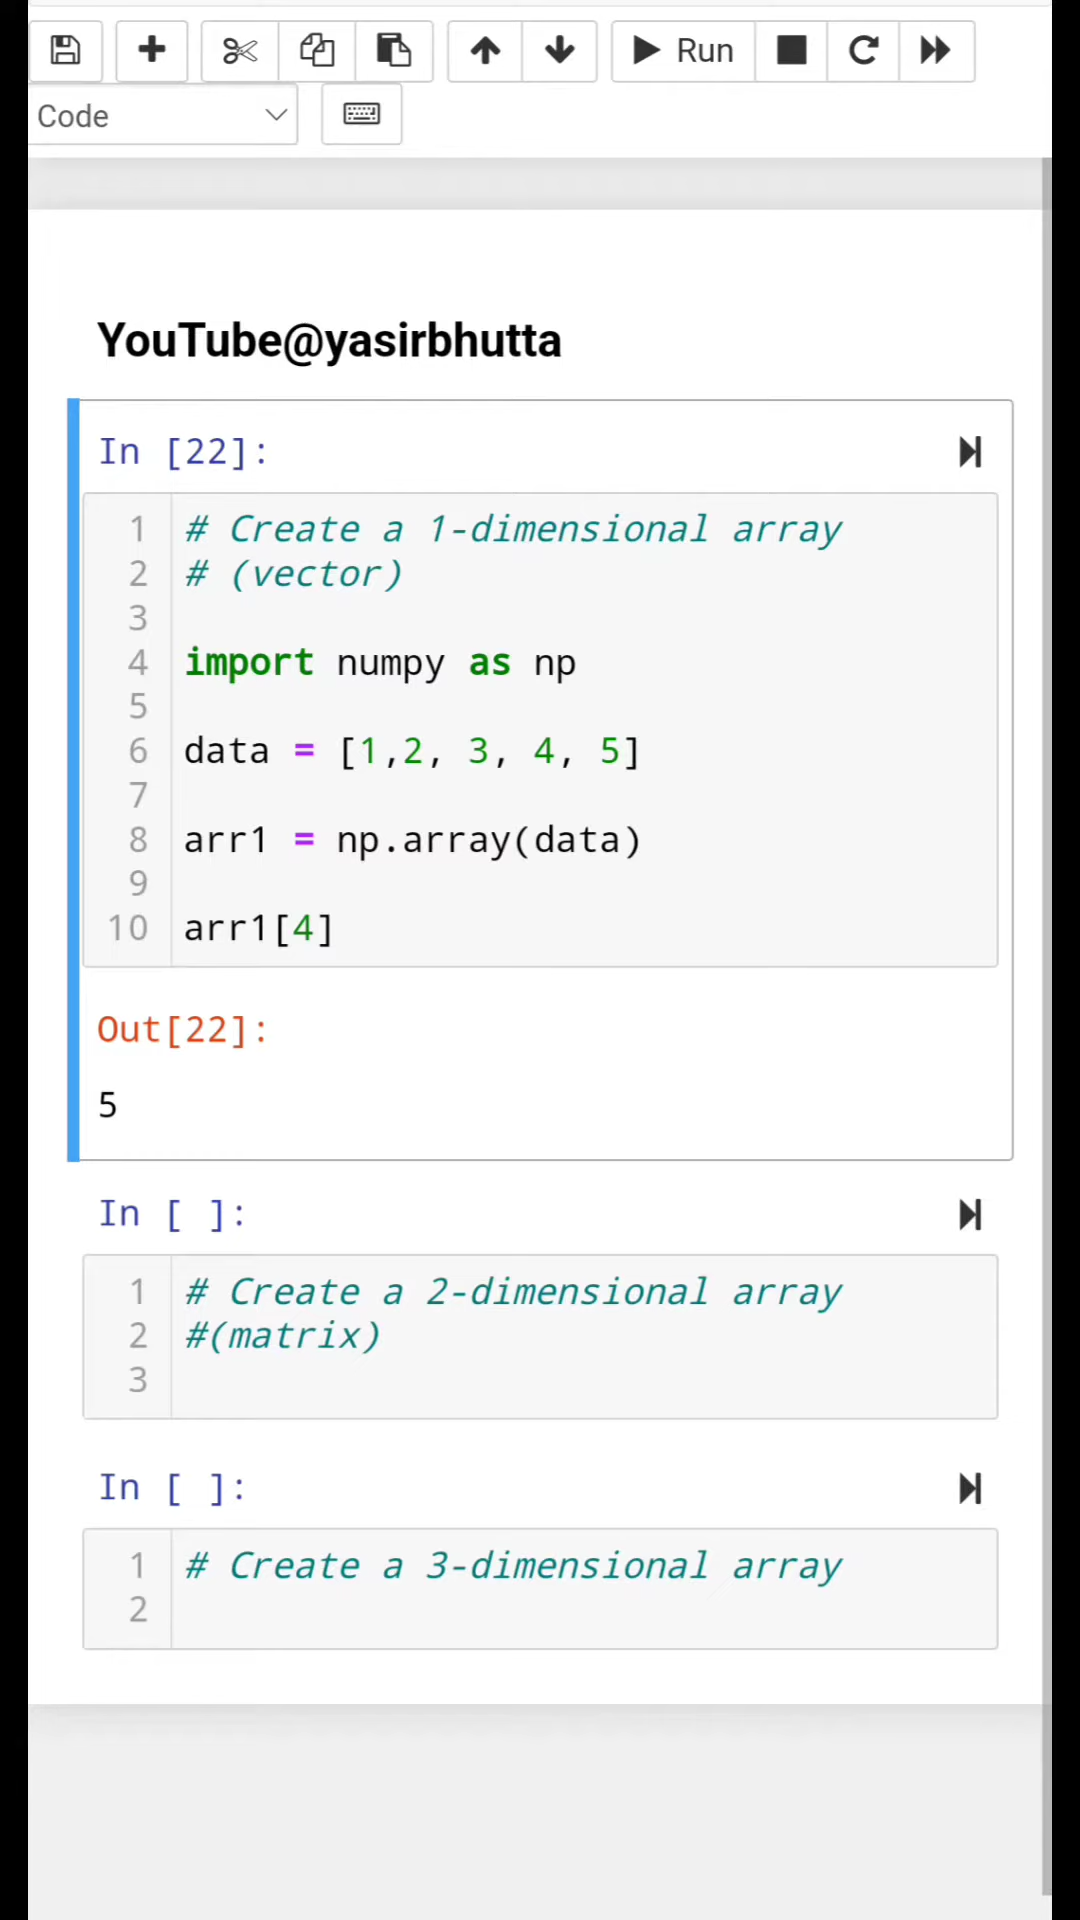 Run
Code
YouTube@yasirbhutta
In [22]:
1 # Create a 1-dimensional array
2 # (vector)
3
4 import numpy as np
5
6 data = [1,2, 3, 4, 5]
7
8 arr1 = np.array(data)
9
10 arr1[4]
Out[22]:
5
In [ ]:
1 # Create a 2-dimensional array
2 #(matrix)
3
In [ ]:
1 # Create a 3-dimensional array
2